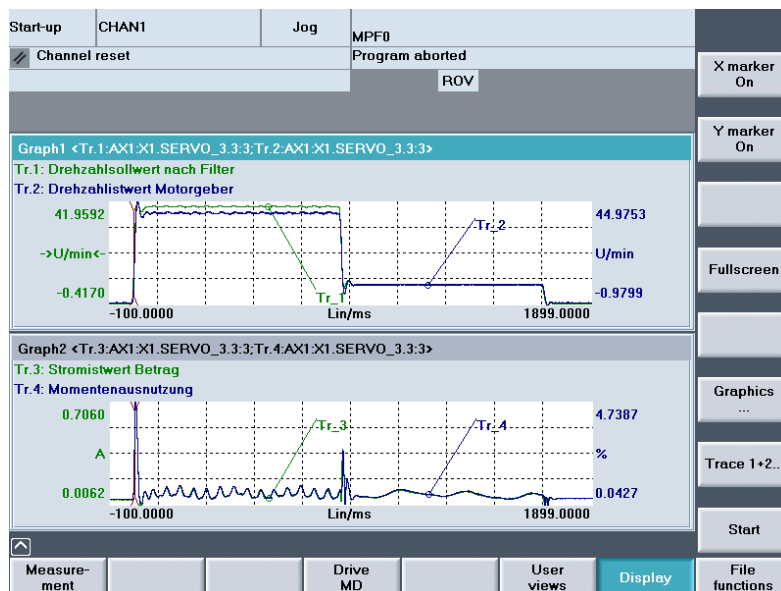 Start-up
CHAN1
Jog
MPF0
Channel reset
Program aborted
ROV
X marker
On
Y marker
On
Fullscreen
Graphics
...
Trace 1+2..
Start
Graph1 <Tr.1:AX1:X1.SERVO_3.3:3;Tr.2:AX1:X1.SERVO_3.3:3>
Tr.1: Drehzahlsollwert nach Filter
Tr.2: Drehzahlistwert Motorgeber
41.9592
->U/min<-
-0.4170
44.9753
U/min
-0.9799
Tr_1
Tr_2
-100.0000
Lin/ms
1899.0000
Graph2 <Tr.3:AX1:X1.SERVO_3.3:3;Tr.4:AX1:X1.SERVO_3.3:3>
Tr.3: Stromistwert Betrag
Tr.4: Momentenausnutzung
0.7060
A
0.0062
4.7387
%
0.0427
Tr_3
Tr_4
-100.0000
Lin/ms
1899.0000
Measure-
ment
Drive
MD
User
views
Display
File
functions